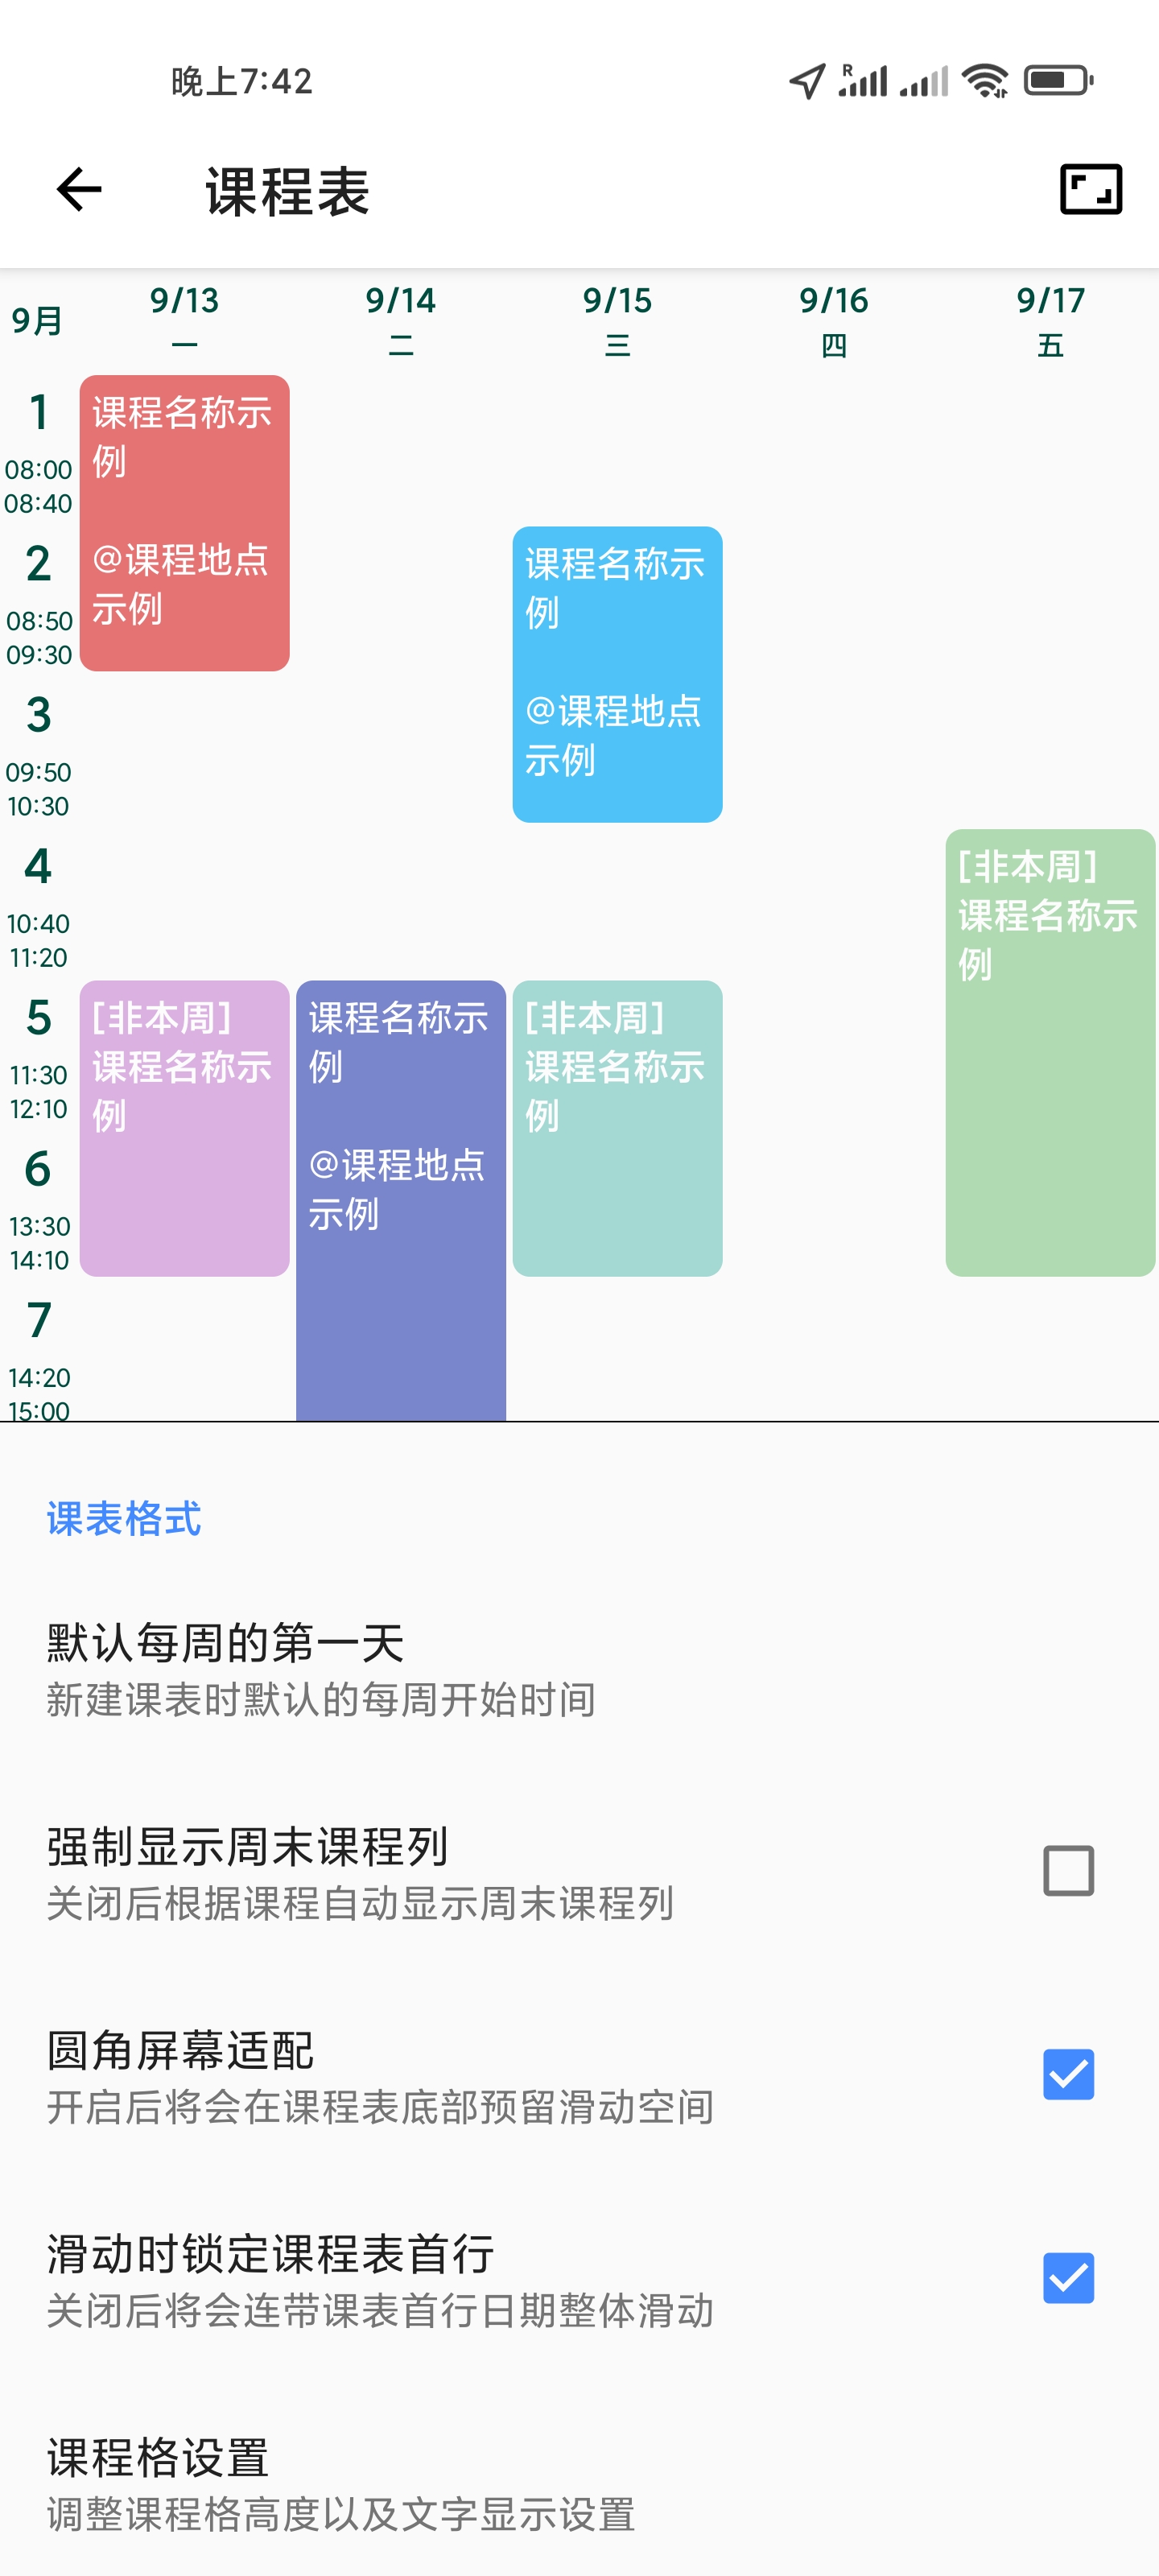 晚上7:42
R
课程表
9月
9/13
一
9/14
二
9/15
三
9/16
四
9/17
五
1
08:00
08:40
2
08:50
09:30
3
09:50
10:30
4
10:40
11:20
5
11:30
12:10
6
13:30
14:10
7
14:20
15:00
课程名称示
例
@课程地点
示例
[非本周]
课程名称示
例
课程名称示
例
@课程地点
示例
课程名称示
例
@课程地点
示例
[非本周]
课程名称示
例
[非本周]
课程名称示
例
课表格式
默认每周的第一天
新建课表时默认的每周开始时间
强制显示周末课程列
关闭后根据课程自动显示周末课程列
圆角屏幕适配
开启后将会在课程表底部预留滑动空间
滑动时锁定课程表首行
关闭后将会连带课表首行日期整体滑动
课程格设置
调整课程格高度以及文字显示设置